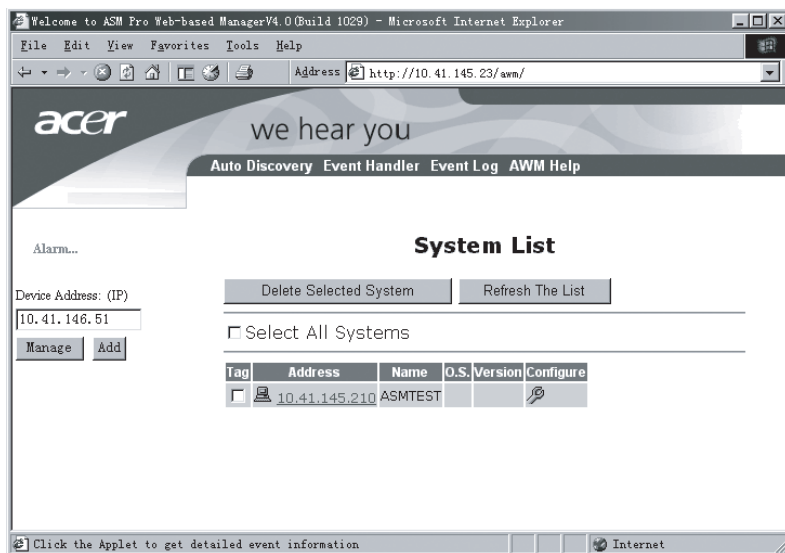 Welcome to ASM Pro Web-based ManagerV4.0(Build 1029) - Microsoft Internet Explorer
File Edit View Favorites Tools Help
Address http://10.41.145.23/awm/
acer
we hear you
Auto Discovery Event Handler Event Log AWM Help
Alarm...
System List
Device Address: (IP)
10.41.146.51
Manage Add
Delete Selected System Refresh The List
Select All Systems
Tag Address Name O.S. Version Configure
10.41.145.210 ASMTEST
Click the Applet to get detailed event information Internet